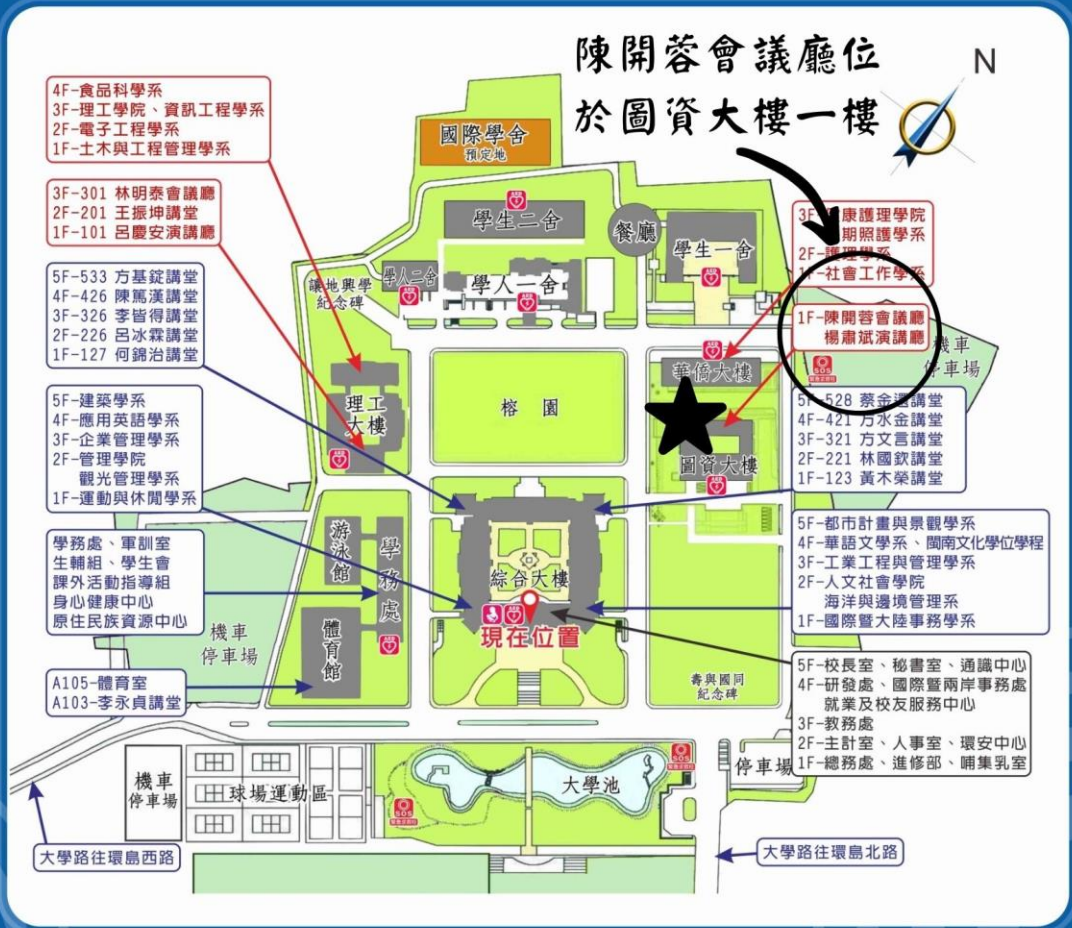 陳開蓉會議廳位
於圖資大樓一樓
N
4F-食品科學系
3F-理工學院、資訊工程學系
2F-電子工程學系
1F-土木與工程管理學系
3F-301 林明泰會議廳
2F-201 王振坤講堂
1F-101 呂慶安演講廳
5F-533 方基錠講堂
4F-426 陳篤漢講堂
3F-326 李皆得講堂
2F-226 呂冰霖講堂
1F-127 何錦治講堂
5F-建築學系
4F-應用英語學系
3F-企業管理學系
2F-管理學院
觀光管理學系
1F-運動與休閒學系
學務處、軍訓室
生輔組、學生會
課外活動指導組
身心健康中心
原住民族資源中心
A105-體育室
A103-李永貞講堂
國際學舍
預定地
學生二舍
餐廳
學生一舍
學人二舍
學人一舍
讓地興學
紀念碑
理工
大樓
榕園
華僑大樓
圖資大樓
游泳館
學務處
體育館
綜合大樓
現在位置
壽與國同
紀念碑
機車
停車場
3F
康護理學院
期照護學系
2F-護理學系
1F-社會工作學系
1F-陳開蓉會議廳
楊肅斌演講廳
機車
停車場
SOS
5F-528 蔡金
講堂
4F-421 方水金講堂
3F-321 方文言講堂
2F-221 林國欽講堂
1F-123 黃木榮講堂
5F-都市計畫與景觀學系
4F-華語文學系、閩南文化學位學程
3F-工業工程與管理學系
2F-人文社會學院
海洋與邊境管理系
1F-國際暨大陸事務學系
5F-校長室、秘書室、通識中心
4F-研發處、國際暨兩岸事務處
就業及校友服務中心
3F-教務處
2F-主計室、人事室、環安中心
1F-總務處、進修部、哺集乳室
機車
停車場
球場運動區
大學池
SOS
SOS
停車場
大學路往環島西路
大學路往環島北路